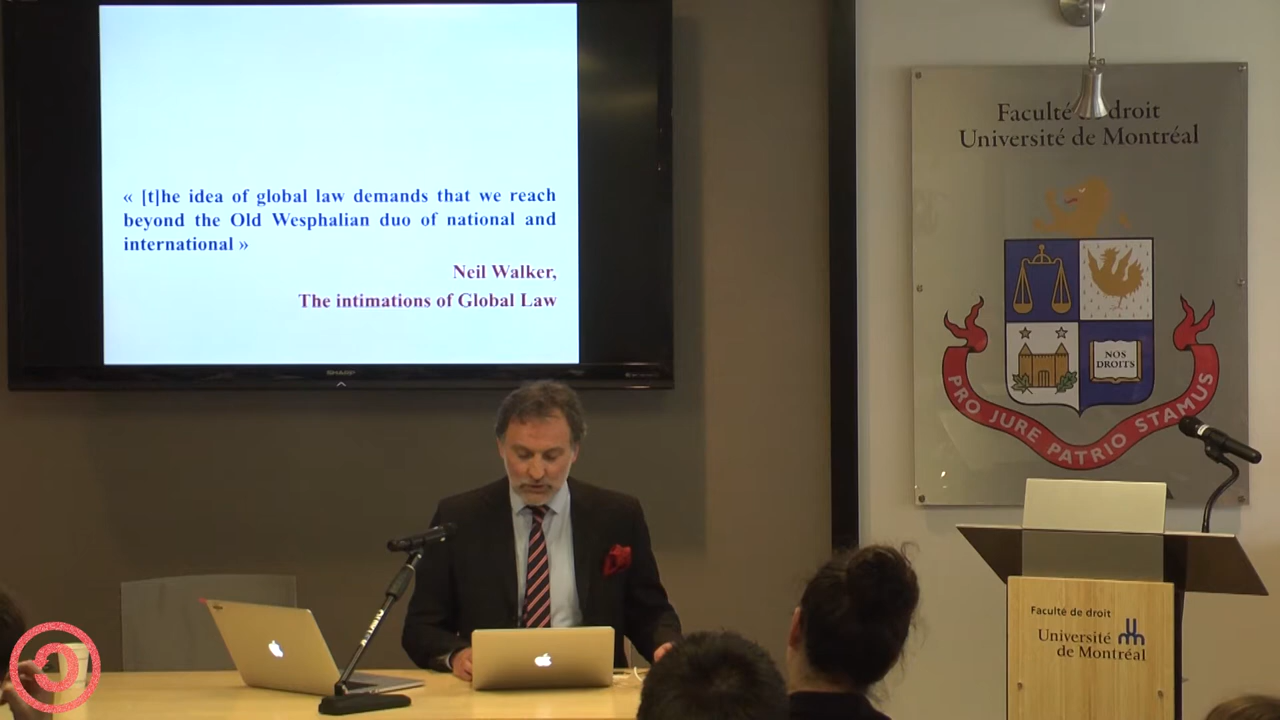 « [t]he idea of global law demands that we reach
beyond the Old Wesphalian duo of national and
international »
Neil Walker,
The intimations of Global Law
SHARP
Faculté de droit
Université de Montréal
NOS
DROITS
PRO JURE PATRIO STAMUS
Faculté de droit
Université
de Montréal